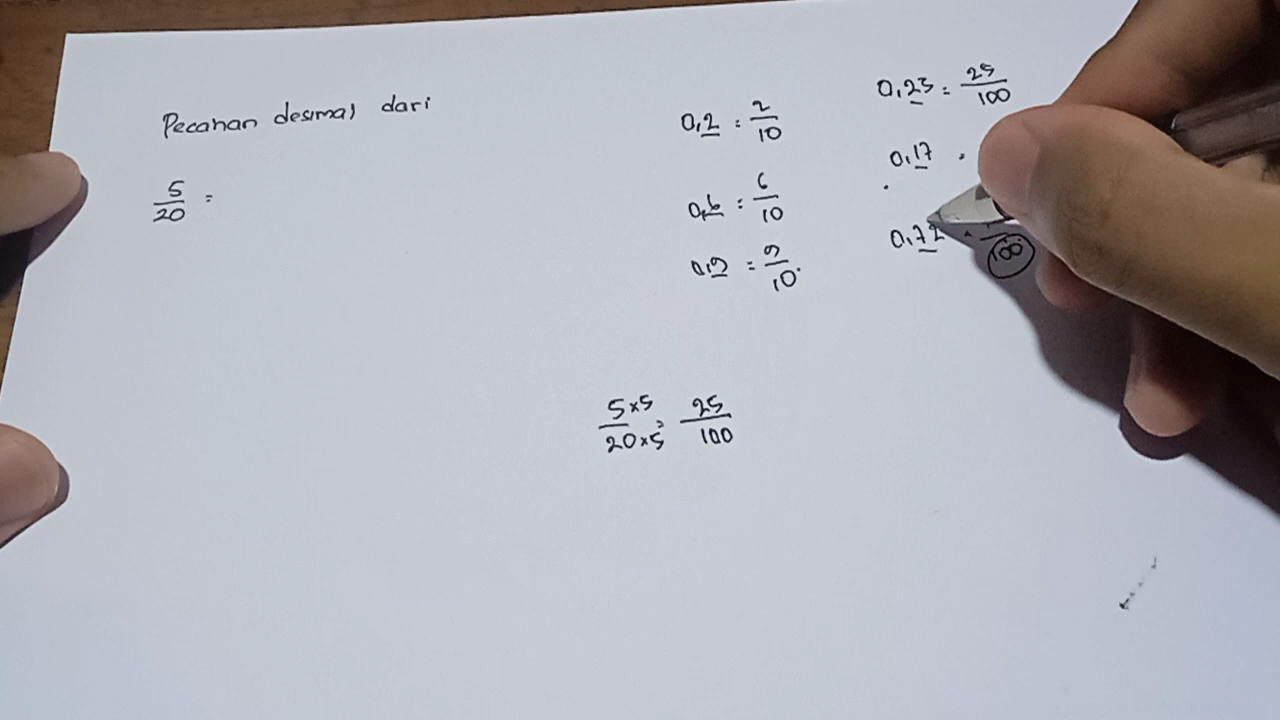 Pecahan desimal dari
5/20 =
0,2 = 2/10
0,6 = 6/10
0,9 = 9/10
0,25 = 25/100
0,17
0,72 100
5×5/20×5 = 25/100